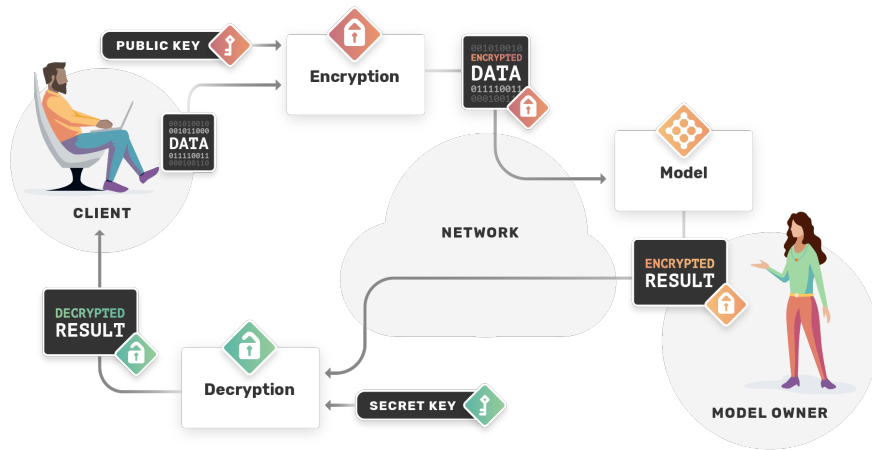 PUBLIC KEY
Encryption
001010010
ENCRYPTED
DATA
011110011
001010010
001011000
DATA
011110011
000100110
Model
CLIENT
NETWORK
ENCRYPTED
RESULT
DECRYPTED
RESULT
Decryption
SECRET KEY
MODEL OWNER